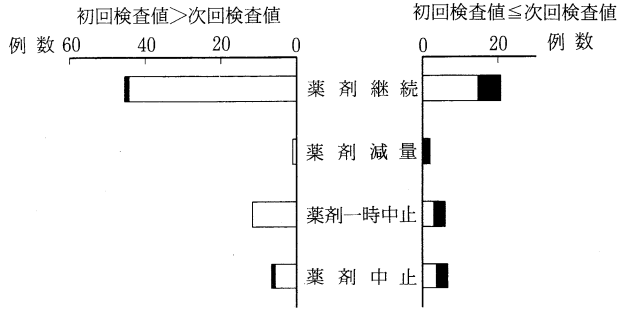 初回検査値＞次回検査値
初回検査値≦次回検査値
例数
60 40 20 0
0 20
例数
薬剤継続
薬剤減量
薬剤一時中止
薬剤中止